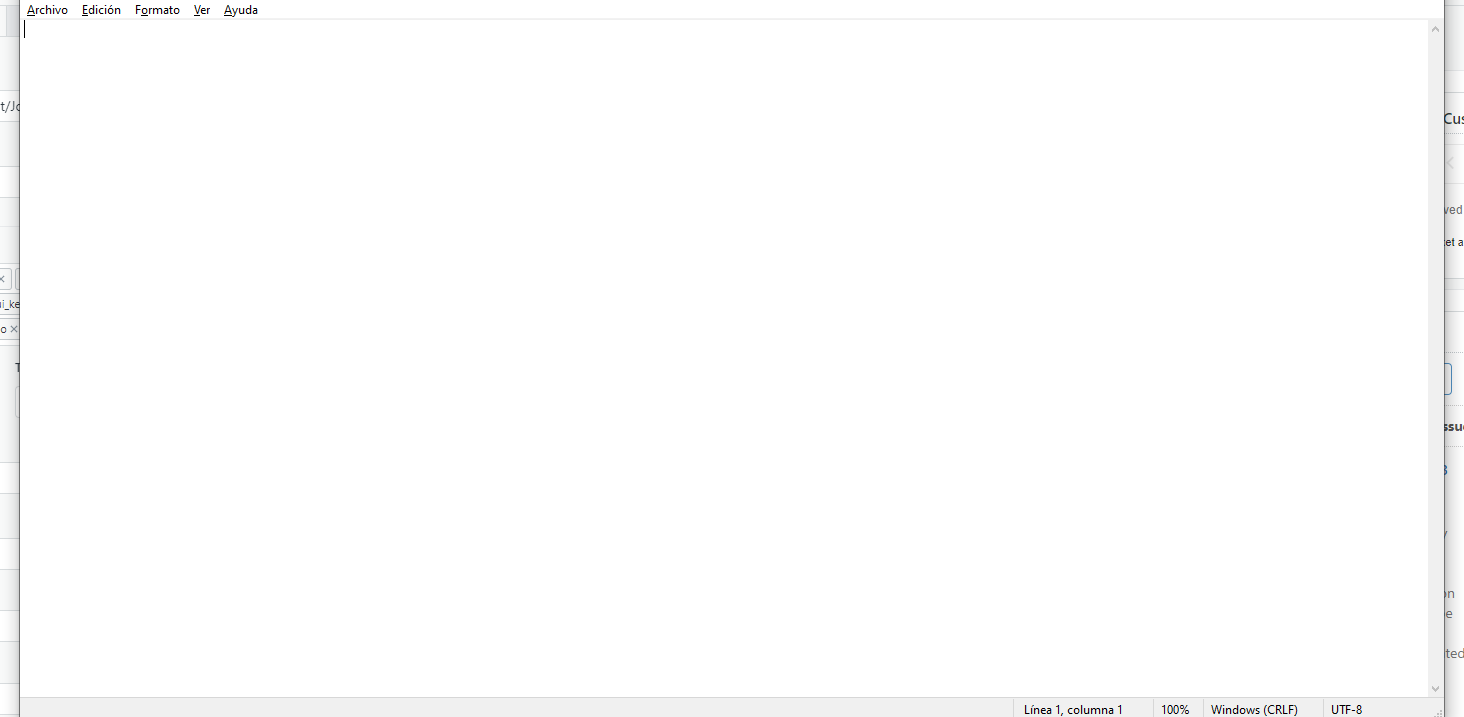 Archivo Edición Formato Ver Ayuda
t/Jo
Cus
ved
et a
i_ke
o
ssue
on
e
ted
Línea 1, columna 1 100% Windows (CRLF) UTF-8